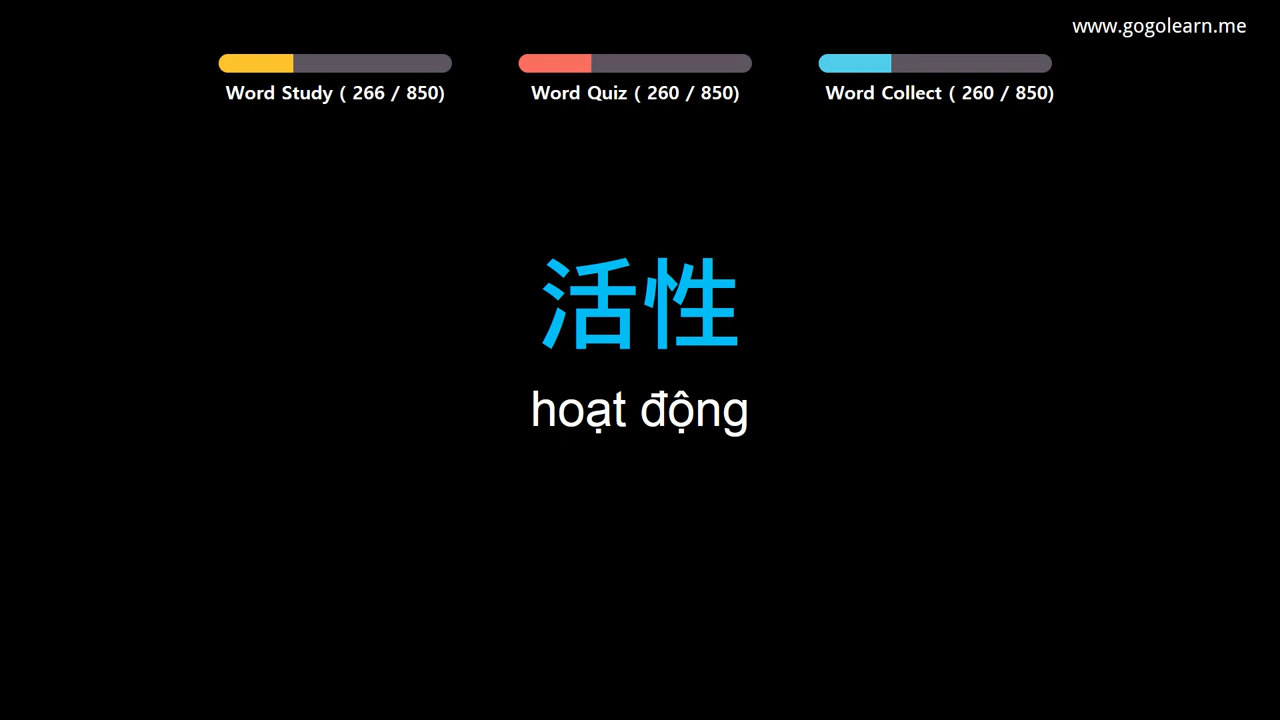 www.gogolearn.me
Word Study ( 266 / 850)
Word Quiz ( 260 / 850)
Word Collect ( 260 / 850)
活性
hoạt động